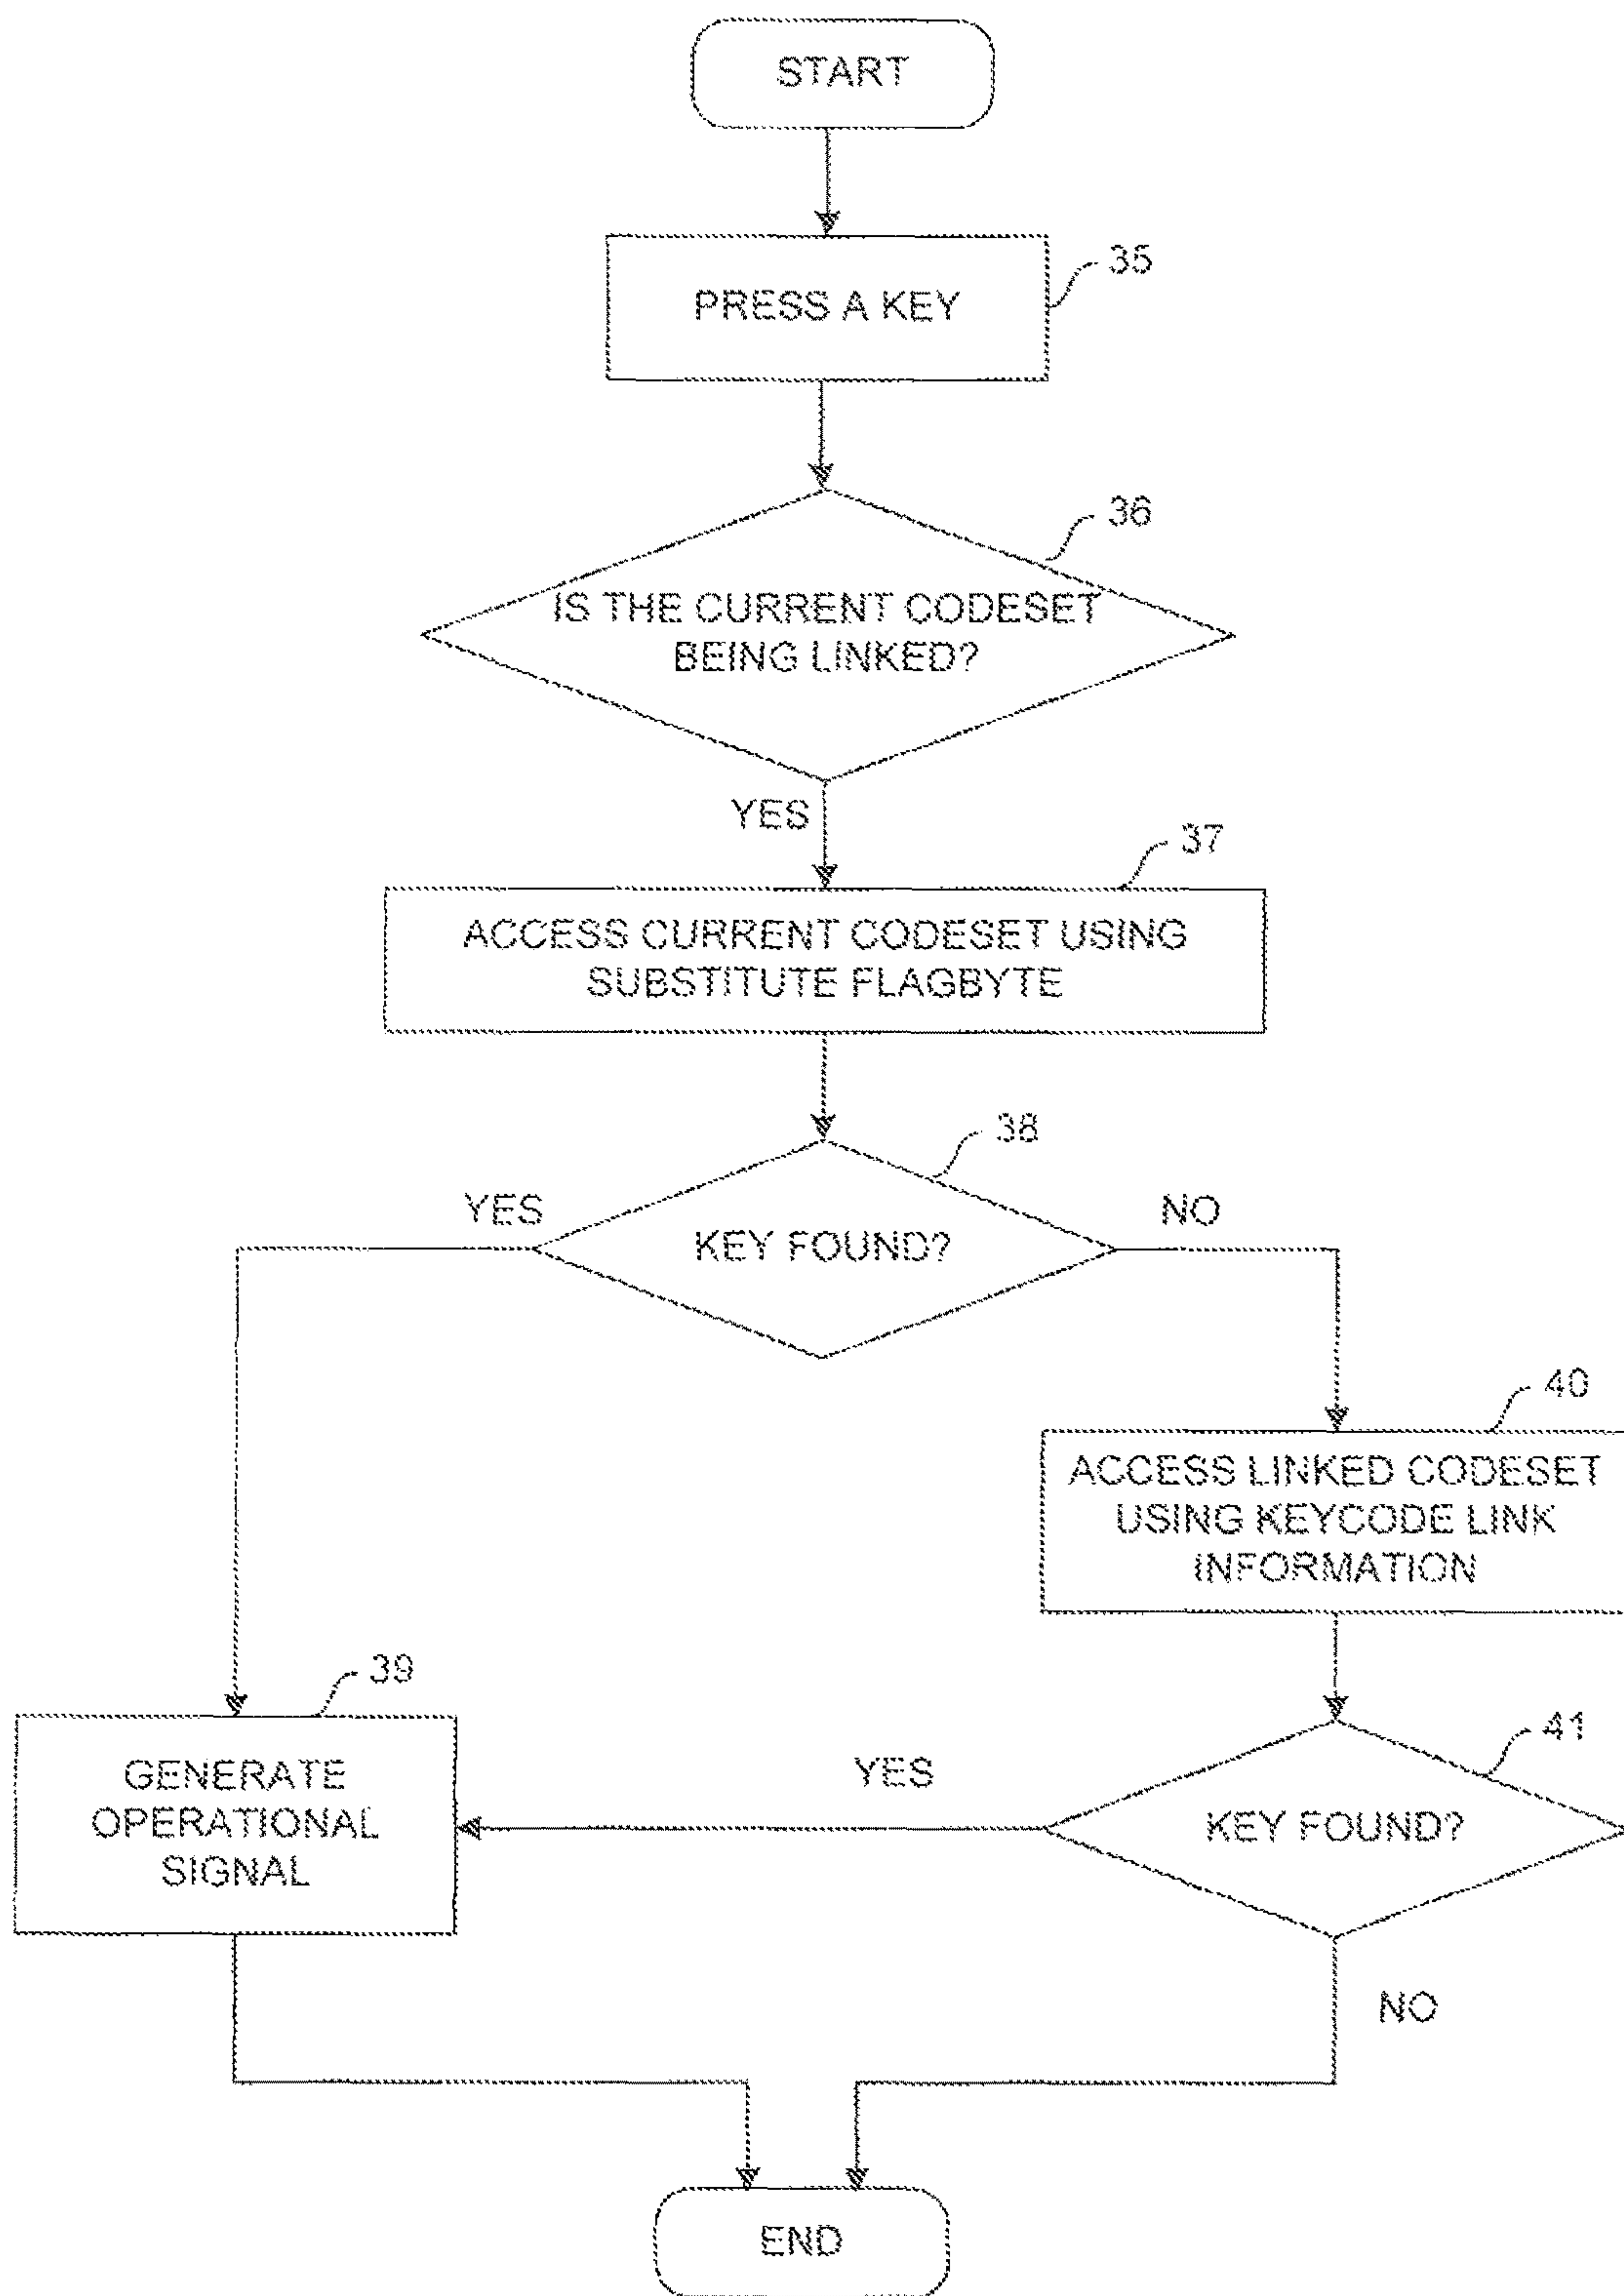 START
PRESS A KEY
35
36
IS THE CURRENT CODESET
BEING LINKED?
YES
37
ACCESS CURRENT CODESET USING
SUBSTITUTE FLAGBYTE
38
YES
NO
KEY FOUND?
40
ACCESS LINKED CODESET
USING KEYCODE LINK
INFORMATION
39
41
GENERATE
OPERATIONAL
SIGNAL
YES
KEY FOUND?
NO
END